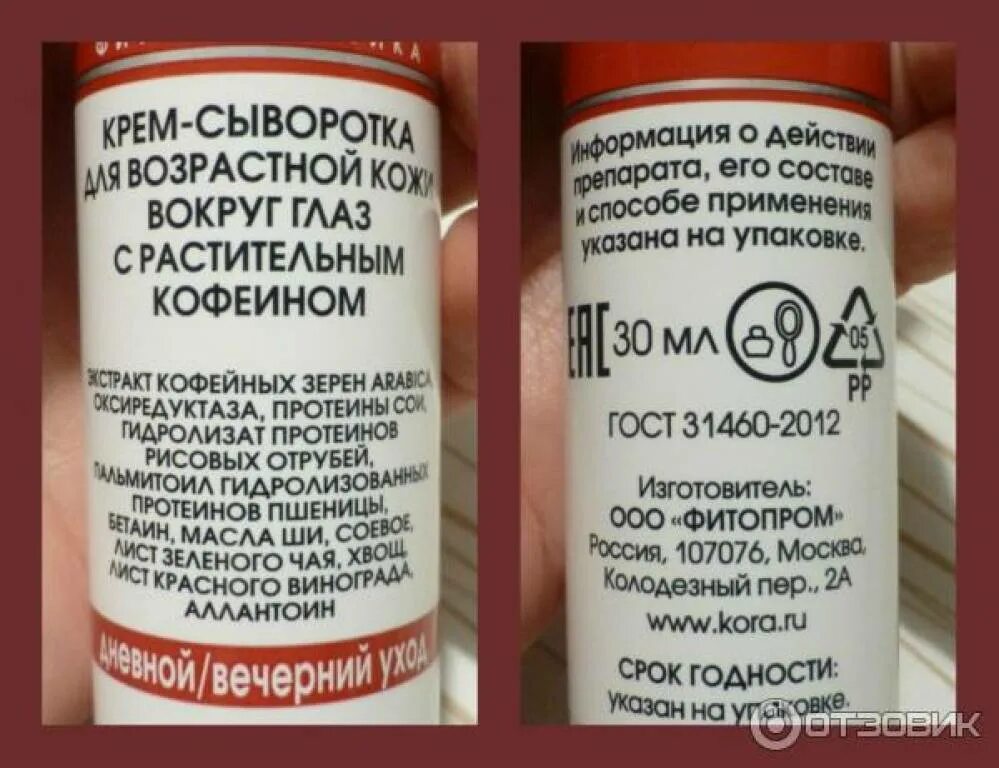 КРЕМ-СЫВОРОТКА
ДЛЯ ВОЗРАСТНОЙ КОЖИ
ВОКРУГ ГЛАЗ
С РАСТИТЕЛЬНЫМ
КОФЕИНОМ
ЭКСТРАКТ КОФЕЙНЫХ ЗЕРЕН ARABICA,
ОКСИРЕДУКТАЗА, ПРОТЕИНЫ СОИ,
ГИДРОЛИЗАТ ПРОТЕИНОВ
РИСОВЫХ ОТРУБЕЙ,
ПАЛЬМИТОИЛ ГИДРОЛИЗОВАННЫХ
ПРОТЕИНОВ ПШЕНИЦЫ,
БЕТАИН, МАСЛА ШИ, СОЕВОЕ,
ЛИСТ ЗЕЛЕНОГО ЧАЯ, ХВОЩ,
ЛИСТ КРАСНОГО ВИНОГРАДА,
АЛЛАНТОИН
дневной/вечерний уход
Информация о действии
препарата, его составе
и способе применения
указана на упаковке.
EAC 30 МЛ
05
PP
ГОСТ 31460-2012
Изготовитель:
ООО "ФИТОПРОМ"
Россия, 107076, Москва,
Колодезный пер., 2А
www.kora.ru
СРОК ГОДНОСТИ:
указан на упаковке.
ОТЗОВИК